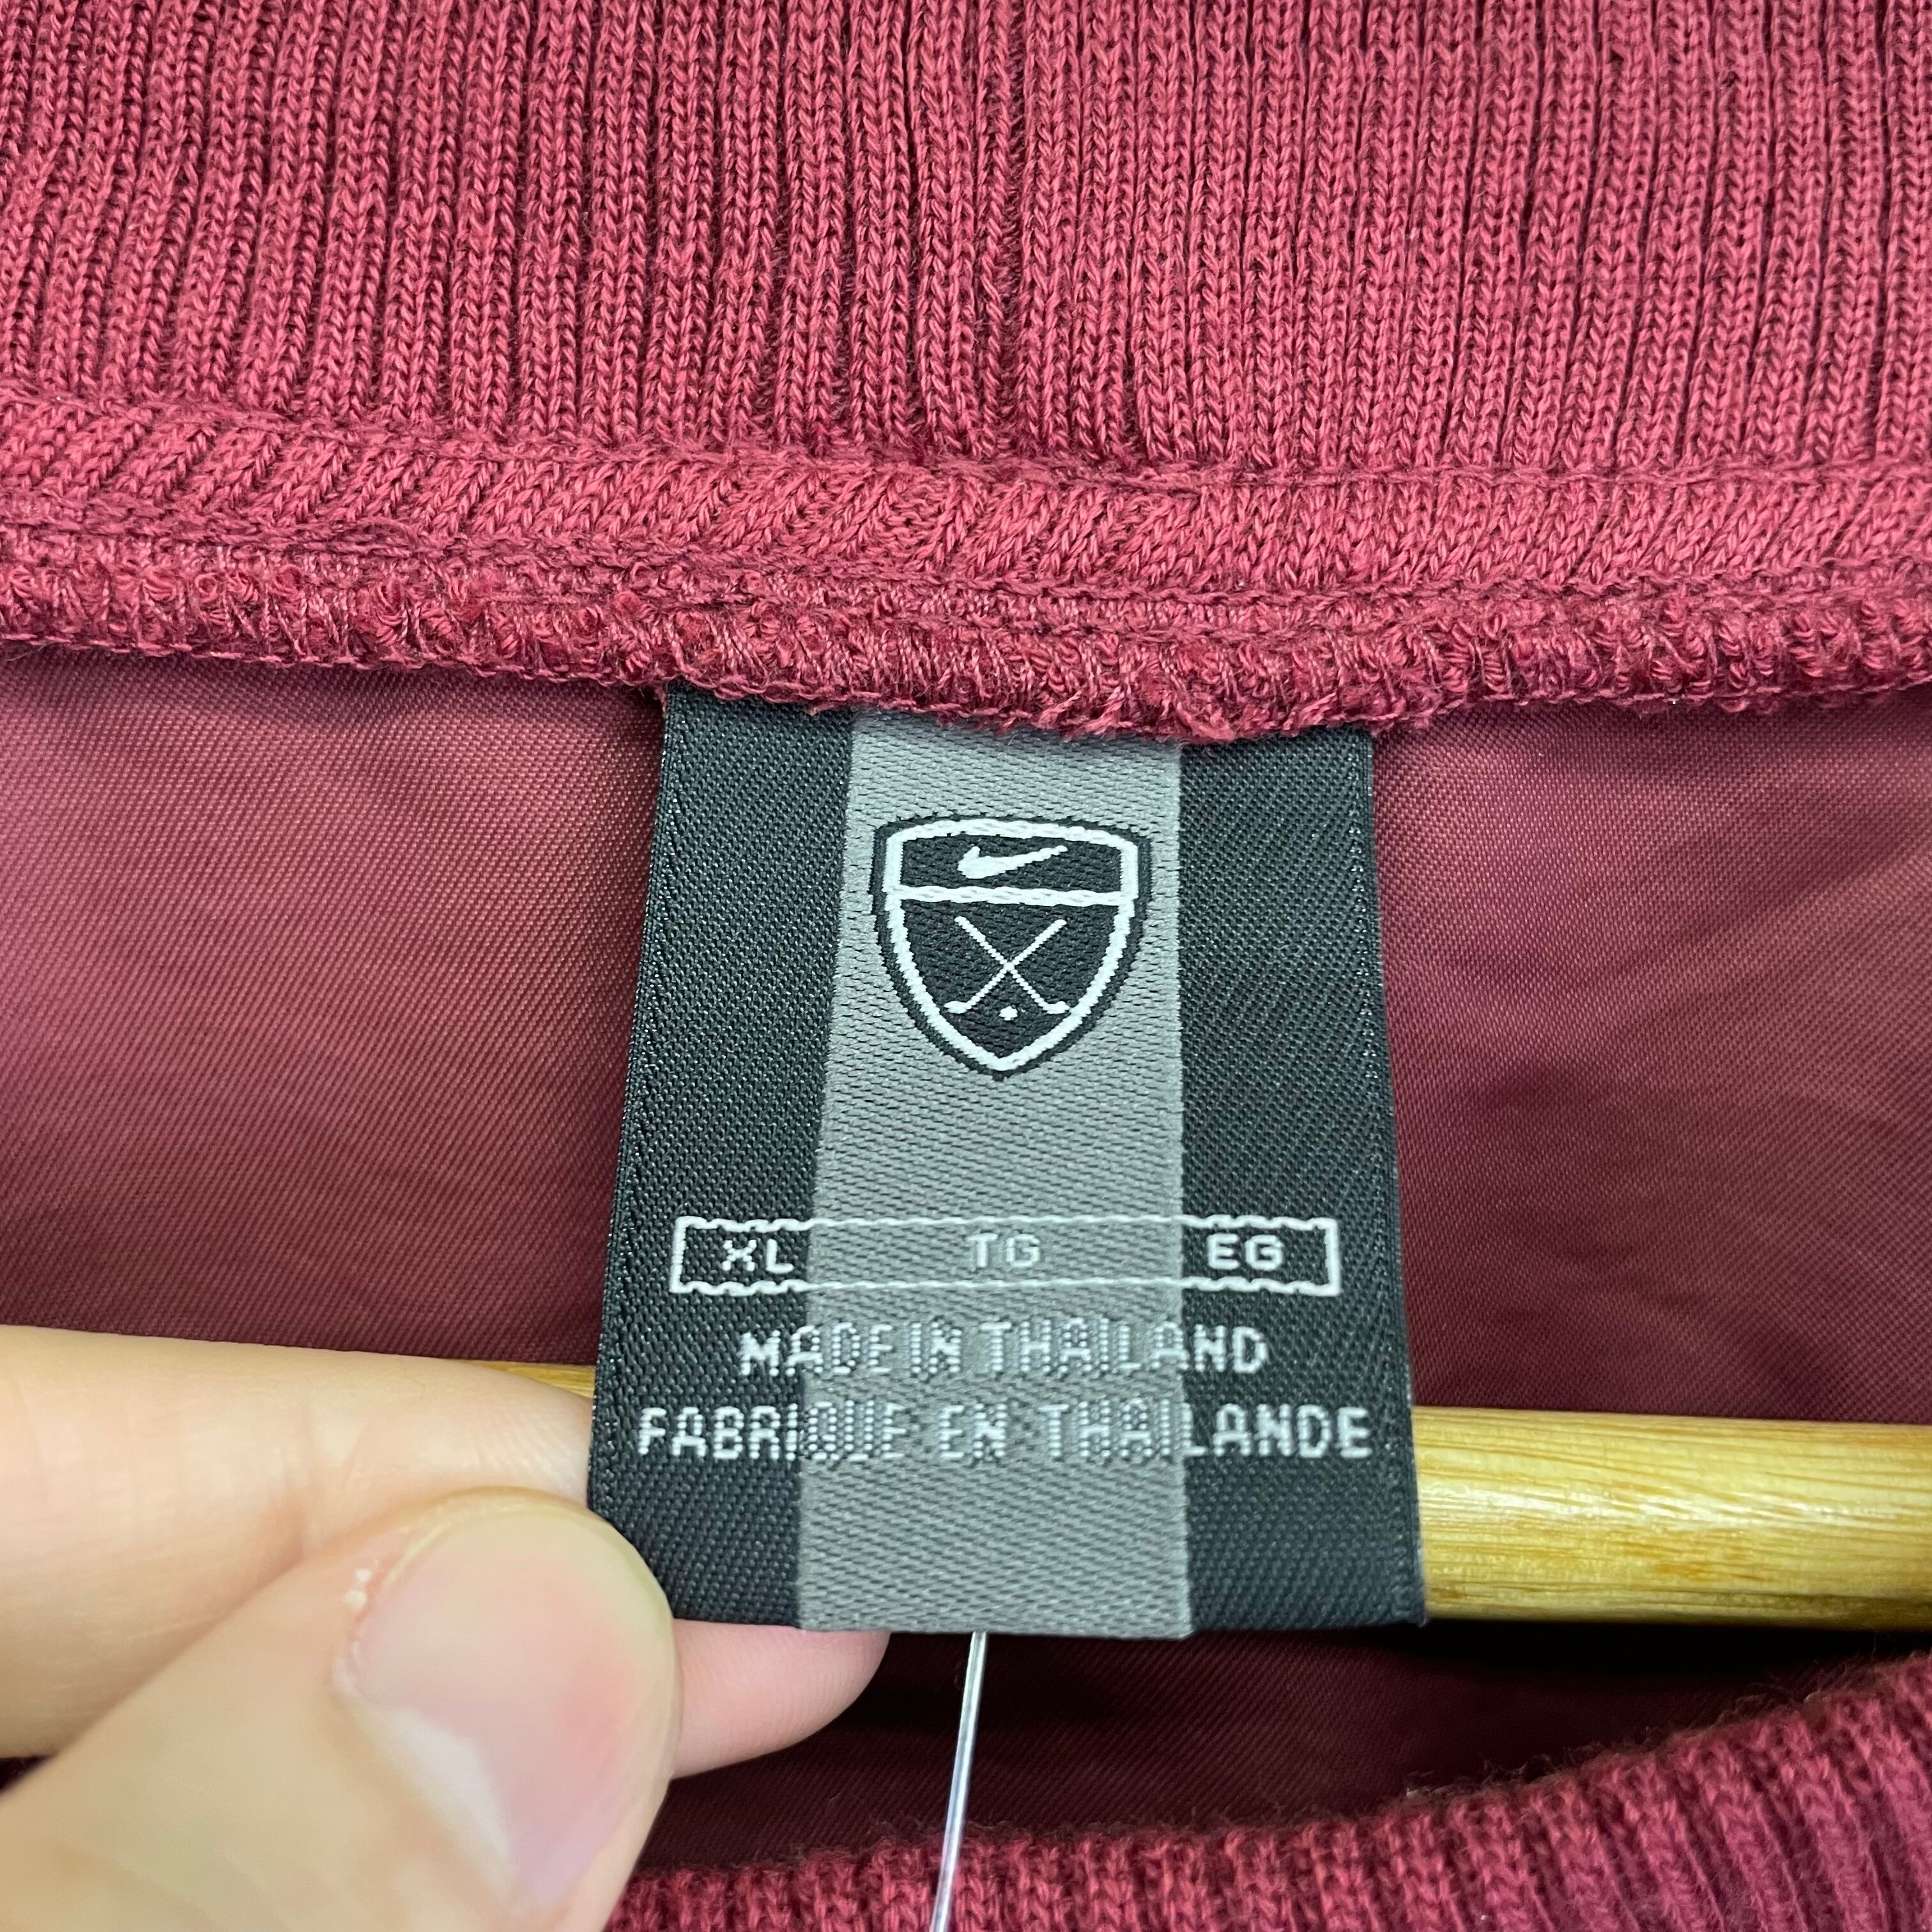 XL TG EG
MADE IN THAILAND
FABRIQUE EN THAILANDE